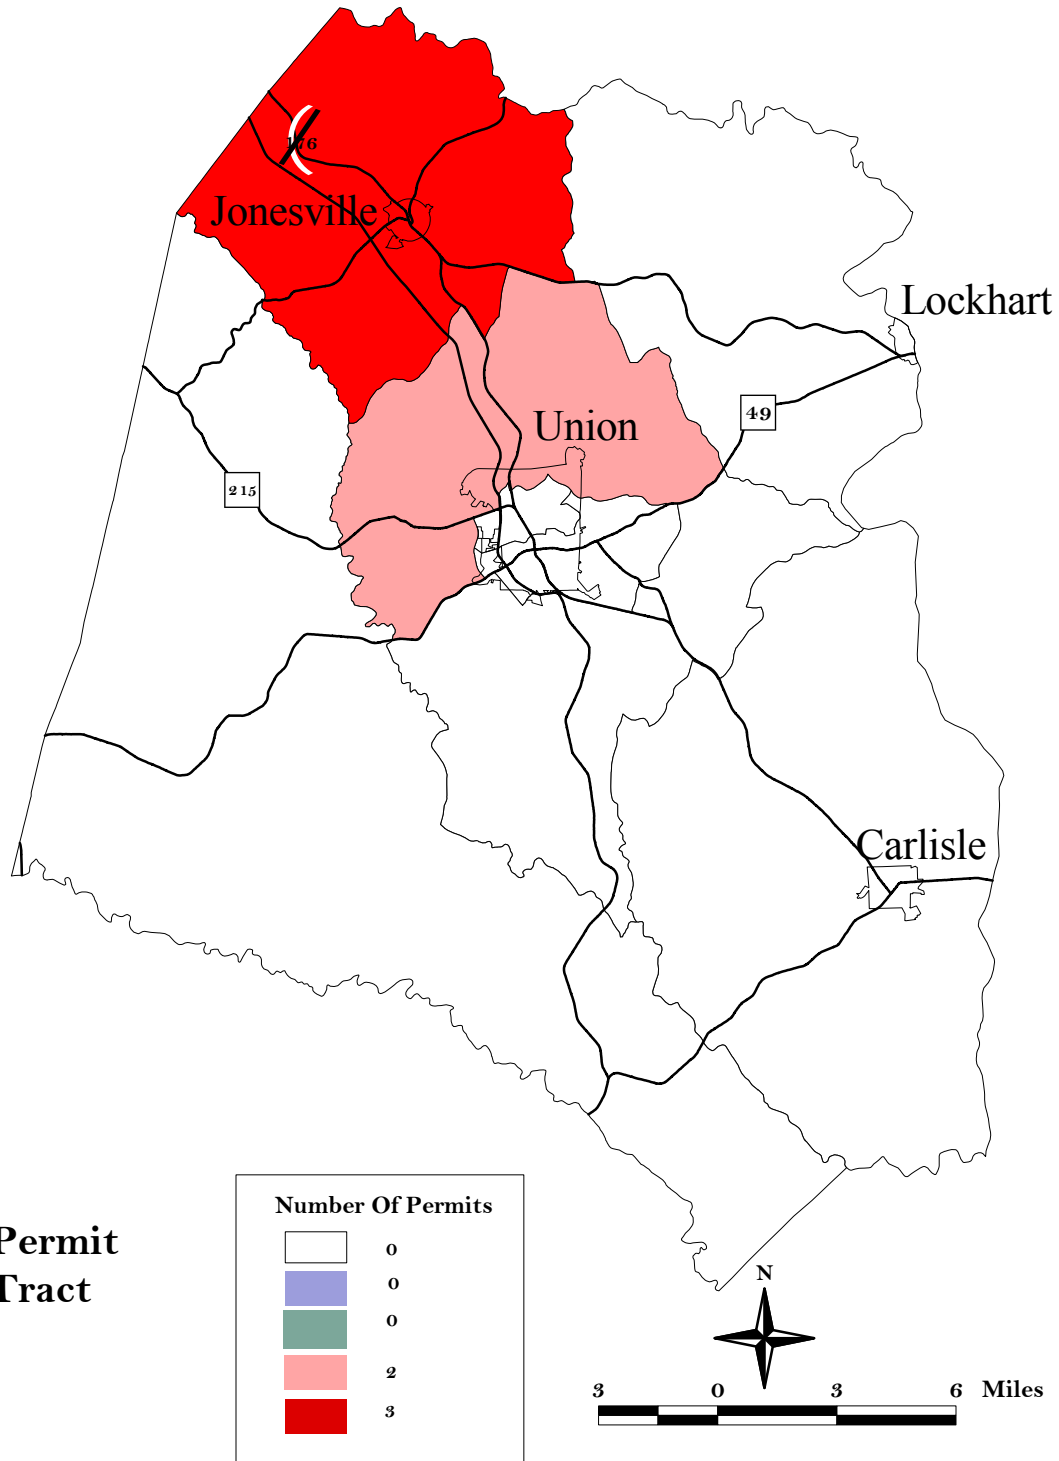 176
Jonesville
Lockhart
49
Union
215
Carlisle
Number Of Permits
0
0
0
2
3
Permit
Tract
N
3 0 3 6 Miles